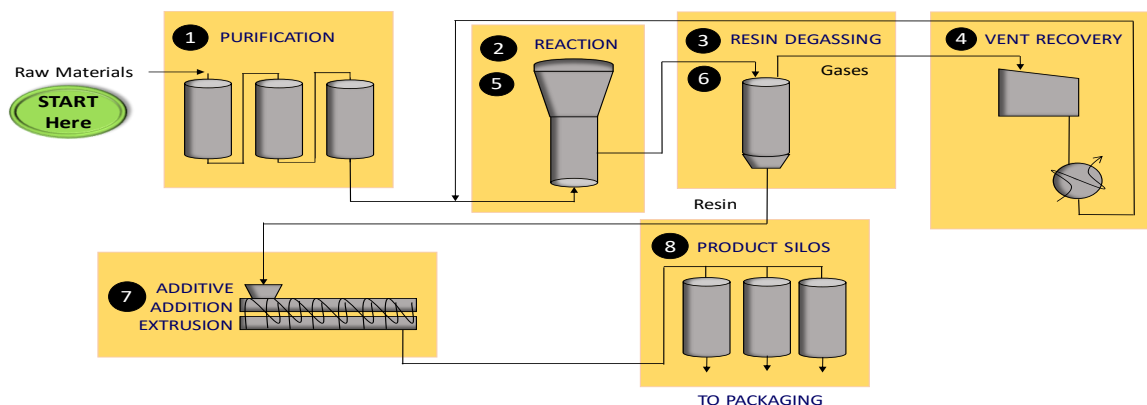 1 PURIFICATION
Raw Materials
START
Here
2 REACTION
5
3 RESIN DEGASSING
6
Gases
4 VENT RECOVERY
Resin
7 ADDITIVE
ADDITION
EXTRUSION
8 PRODUCT SILOS
TO PACKAGING